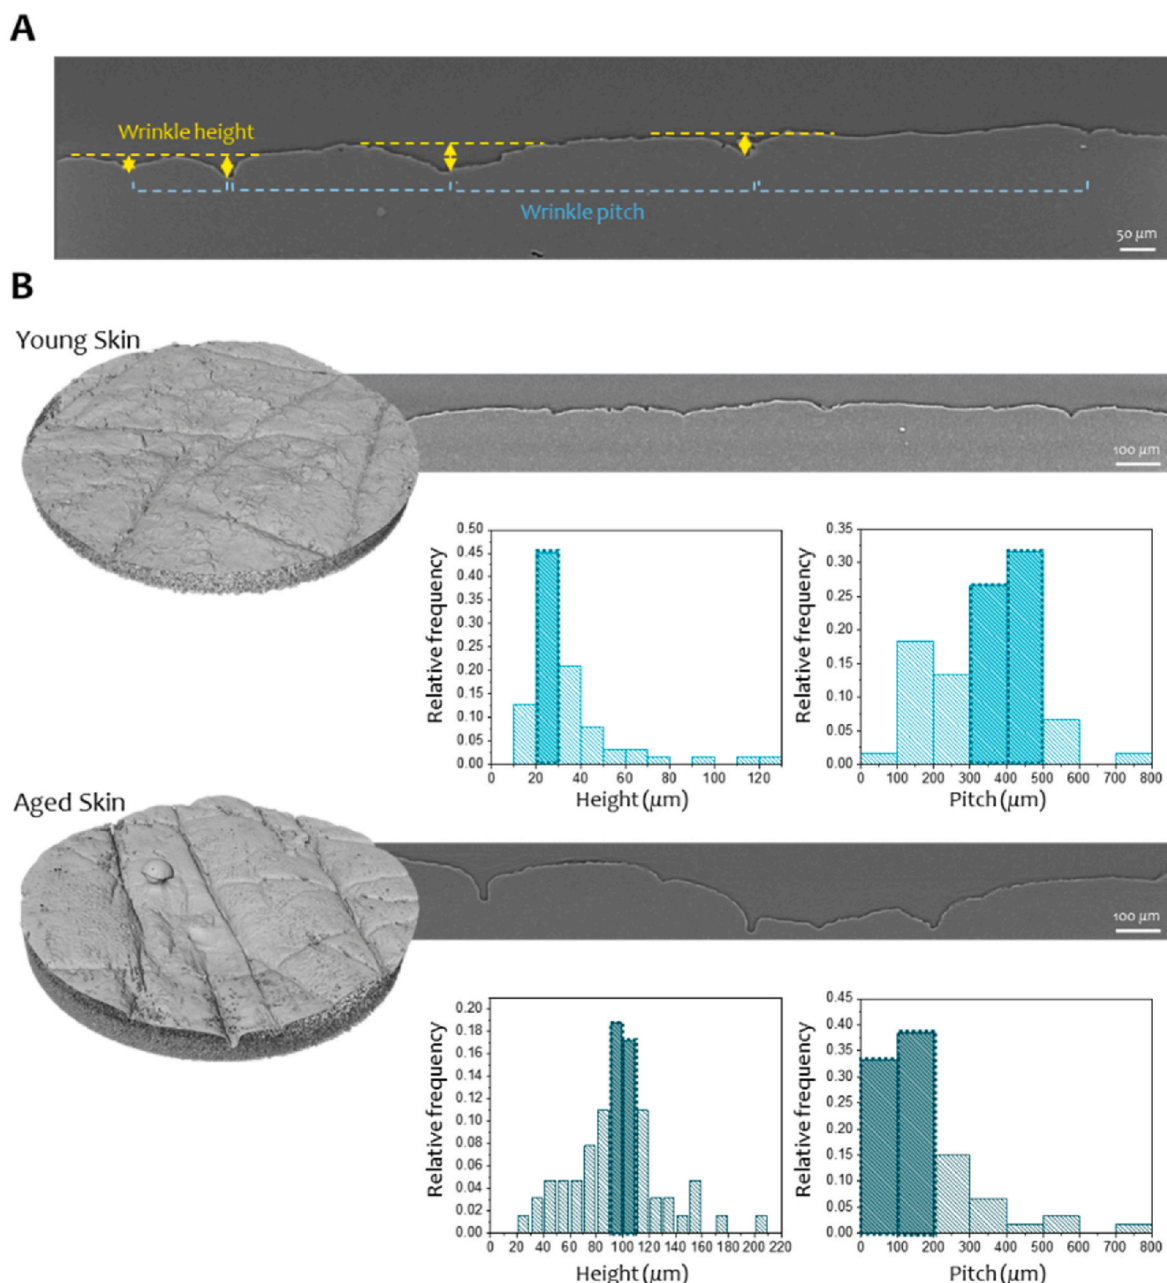 A
Wrinkle height
Wrinkle pitch
50 µm
B
Young Skin
100 µm
Relative frequency
0.50
0.45
0.40
0.35
0.30
0.25
0.20
0.15
0.10
0.05
0.00
0 20 40 60 80 100 120
Height (µm)
Relative frequency
0.35
0.30
0.25
0.20
0.15
0.10
0.05
0.00
0 100 200 300 400 500 600 700 800
Pitch (µm)
Aged Skin
100 µm
Relative frequency
0.20
0.18
0.16
0.14
0.12
0.10
0.08
0.06
0.04
0.02
0.00
0 20 40 60 80 100 120 140 160 180 200 220
Height (µm)
Relative frequency
0.45
0.40
0.35
0.30
0.25
0.20
0.15
0.10
0.05
0.00
0 100 200 300 400 500 600 700 800
Pitch (µm)